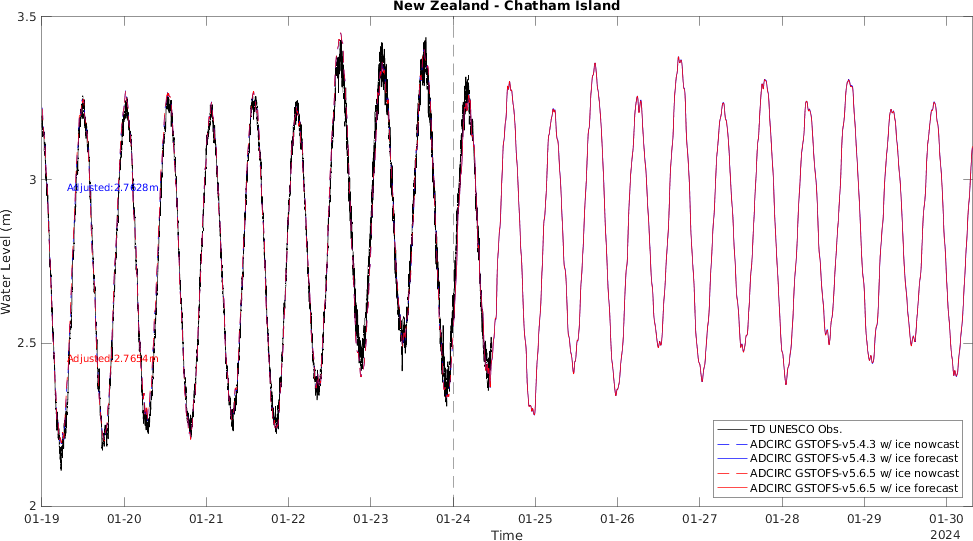 New Zealand - Chatham Island
3.5
3
2.5
2
Water Level (m)
Adjusted:2.7628m
Adjusted:2.7654m
TD UNESCO Obs.
ADCIRC GSTOFS-v5.4.3 w/ ice nowcast
ADCIRC GSTOFS-v5.4.3 w/ ice forecast
ADCIRC GSTOFS-v5.6.5 w/ ice nowcast
ADCIRC GSTOFS-v5.6.5 w/ ice forecast
01-19 01-20 01-21 01-22 01-23 01-24 01-25 01-26 01-27 01-28 01-29 01-30
Time
2024